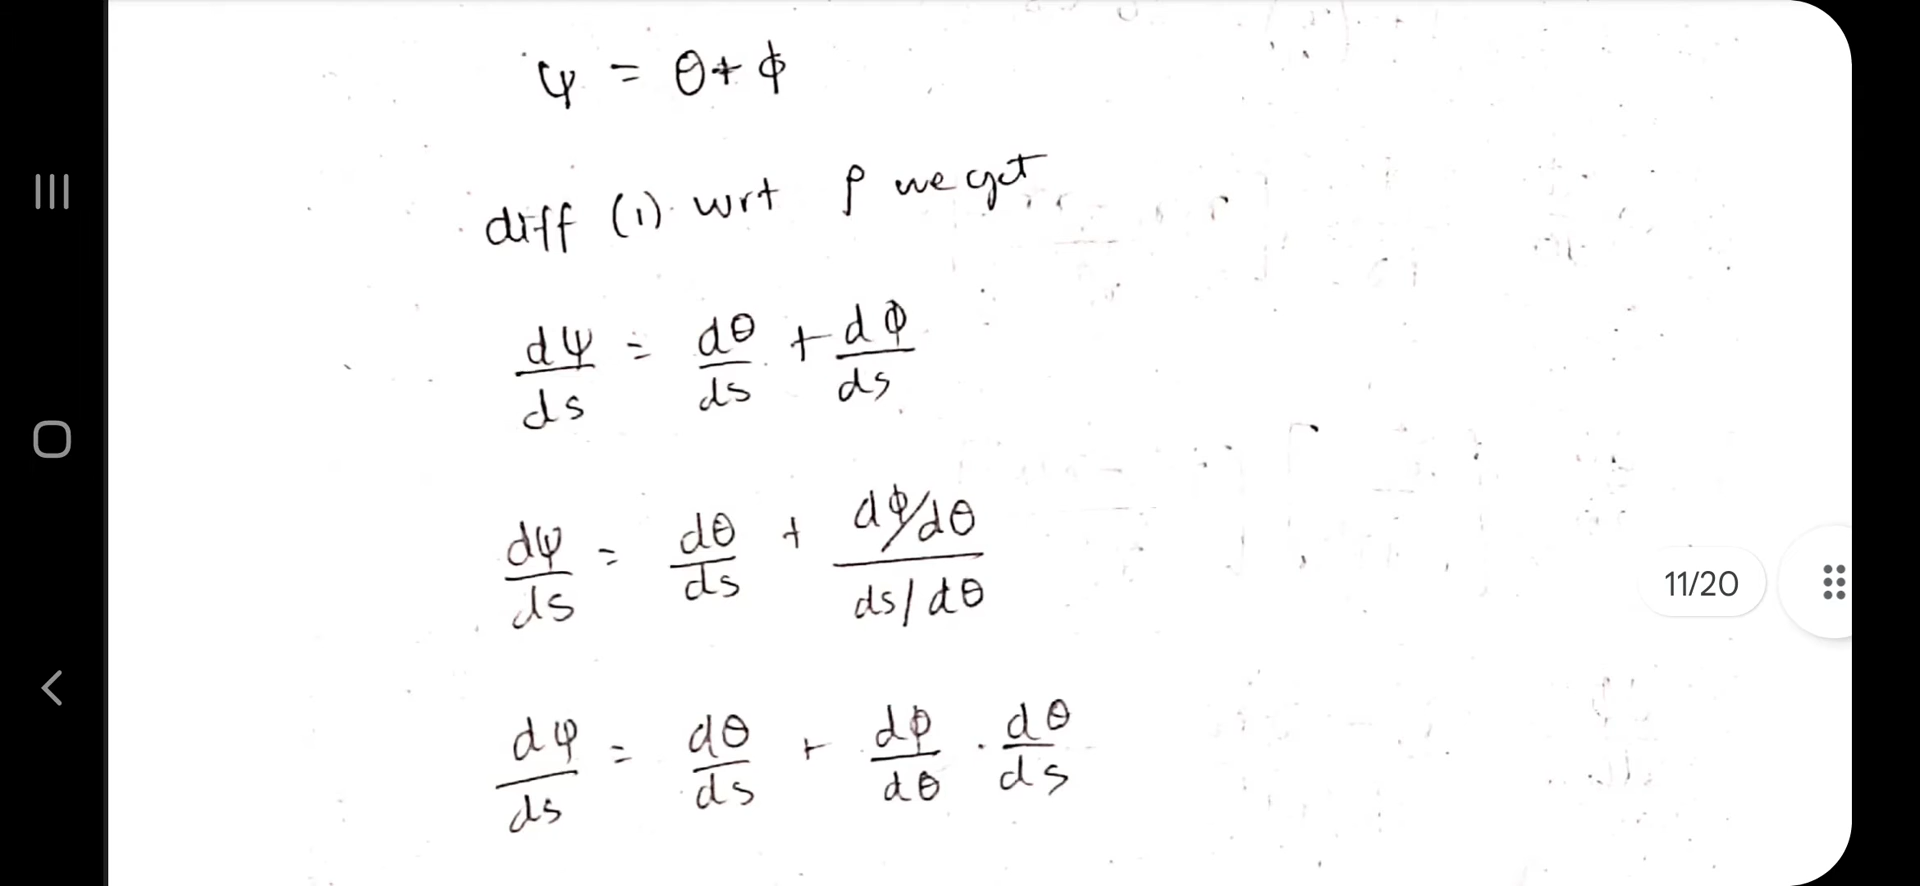 ψ = θ + ϕ
diff (1) wrt ρ we get
dψ/ds = dθ/ds + dϕ/ds
dψ/ds = dθ/ds + (dϕ/dθ)/(ds/dθ)
11/20
dψ/ds = dθ/ds + dϕ/dθ · dθ/ds